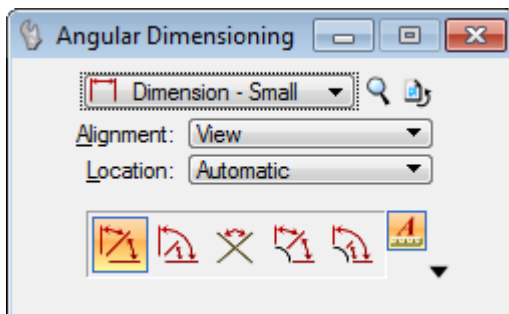 Angular Dimensioning
Dimension - Small
Alignment: View
Location: Automatic
A